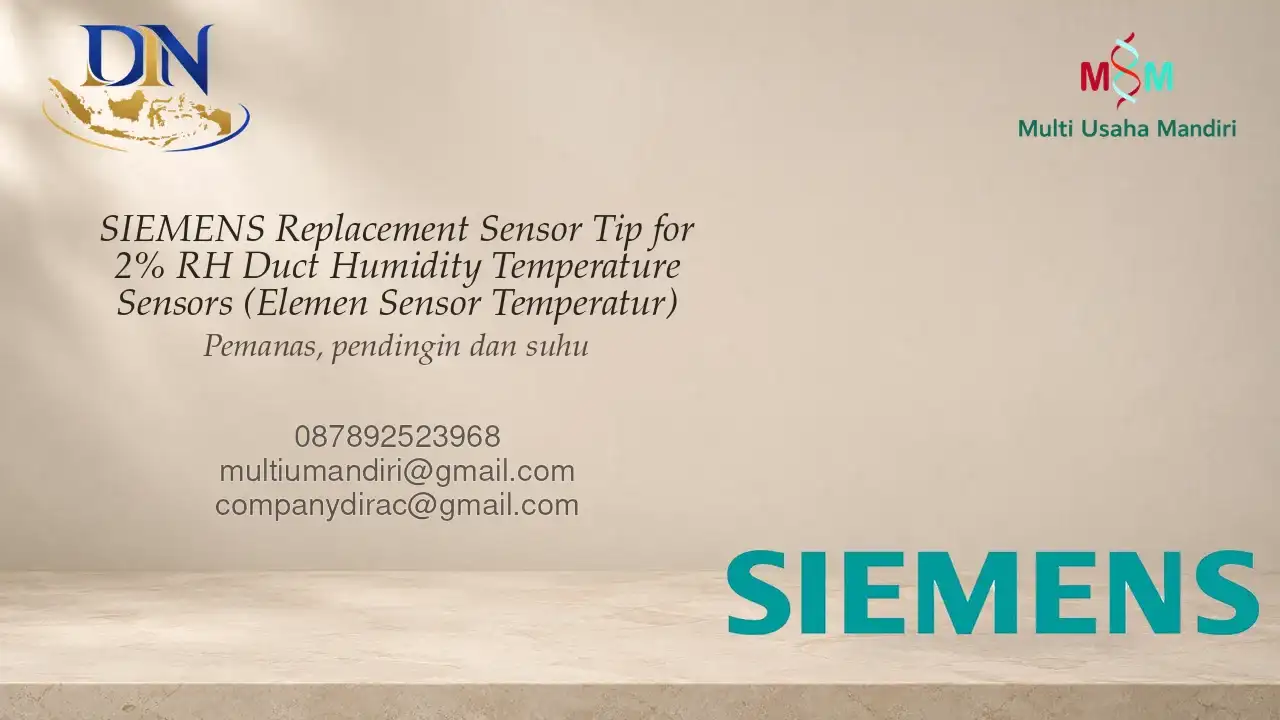 DIN
MSM
Multi Usaha Mandiri
SIEMENS Replacement Sensor Tip for
2% RH Duct Humidity Temperature
Sensors (Elemen Sensor Temperatur)
Pemanas, pendingin dan suhu
087892523968
multiumandiri@gmail.com
companydirac@gmail.com
SIEMENS